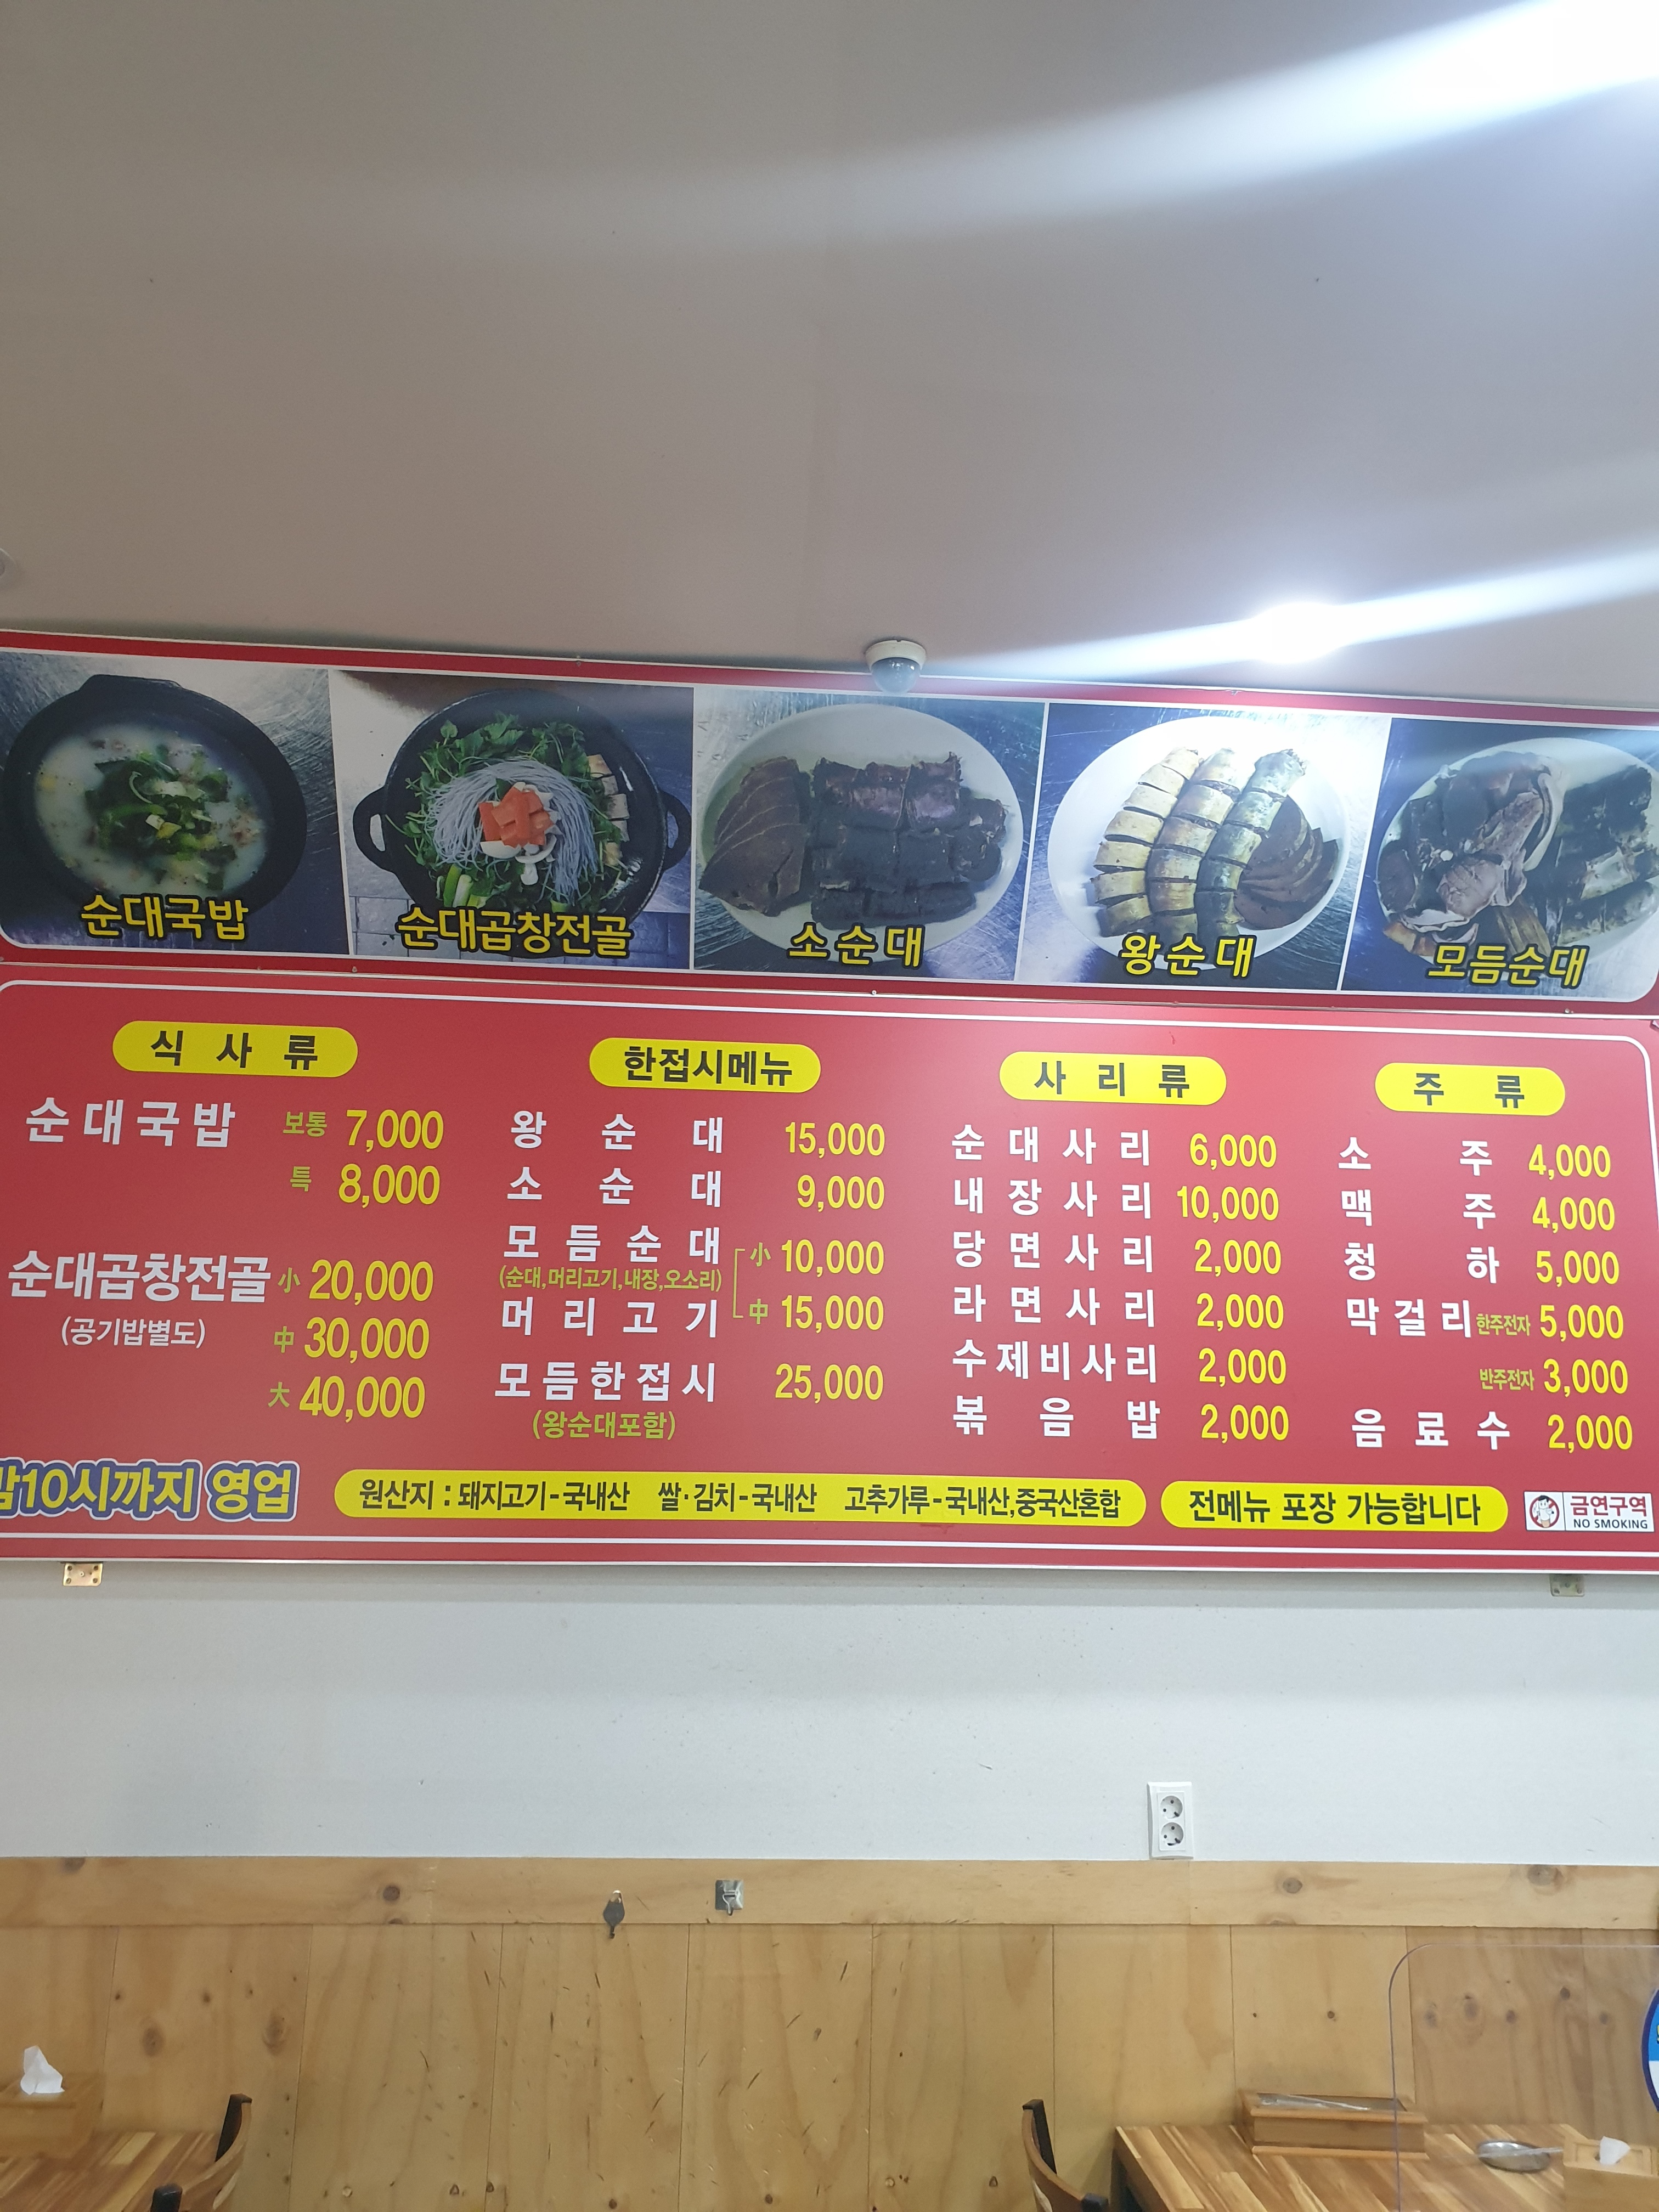 순대국밥
순대곱창전골
소순대
왕순대
모듬순대
식사류
순대국밥 보통 7,000
특 8,000
순대곱창전골 小 20,000
(공기밥별도) 中 30,000
大 40,000
한접시메뉴
왕순대 15,000
소순대 9,000
모듬순대 小 10,000
(순대,머리고기,내장,오소리)
머리고기 中 15,000
모듬한접시 25,000
(왕순대포함)
사리류
순대사리 6,000
내장사리 10,000
당면사리 2,000
라면사리 2,000
수제비사리 2,000
볶음밥 2,000
주류
소주 4,000
맥주 4,000
청하 5,000
막걸리 한주전자 5,000
반주전자 3,000
음료수 2,000
밤10시까지 영업
원산지 : 돼지고기-국내산 쌀·김치-국내산 고추가루-국내산,중국산혼합
전메뉴 포장 가능합니다
금연구역
NO SMOKING